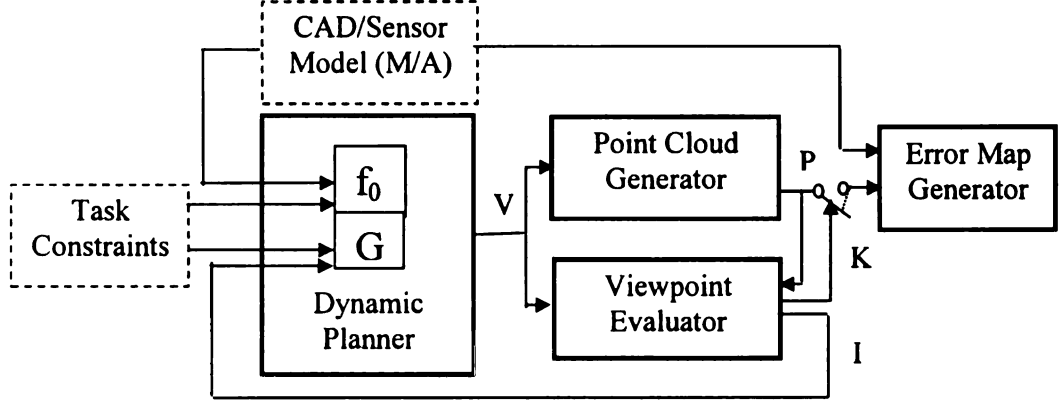 CAD/Sensor
Model (M/A)
Point Cloud
Generator
P
Error Map
Generator
f₀
Task
Constraints
V
G
K
Viewpoint
Evaluator
Dynamic
Planner
I